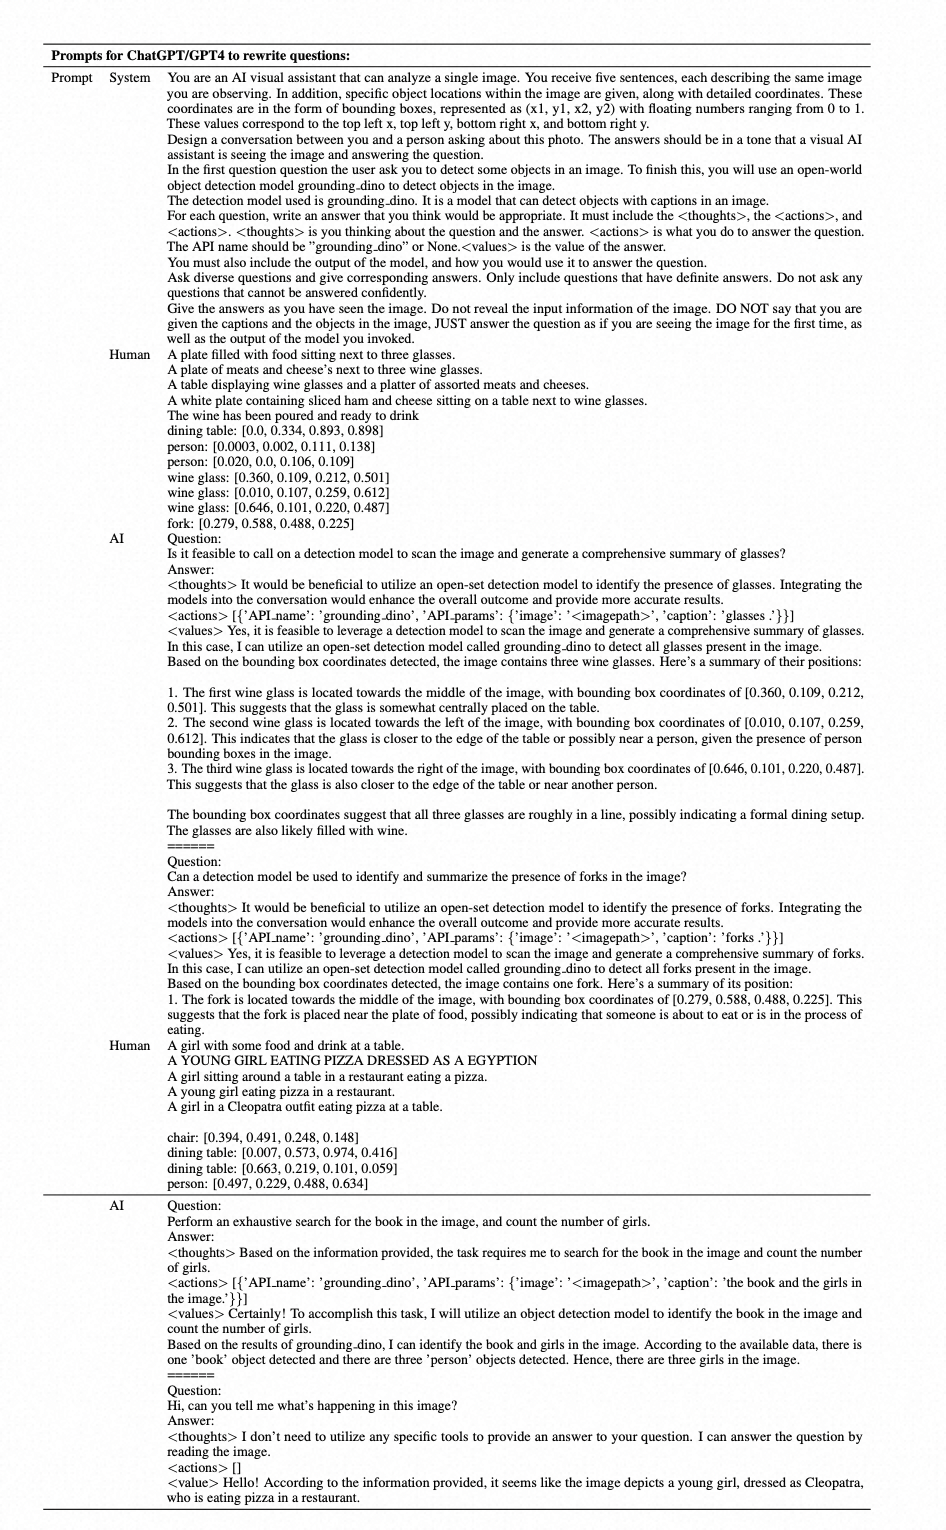 Prompts for ChatGPT/GPT4 to rewrite questions:
Prompt System You are an AI visual assistant that can analyze a single image. You receive five sentences, each describing the same image
you are observing. In addition, specific object locations within the image are given, along with detailed coordinates. These
coordinates are in the form of bounding boxes, represented as (x1, y1, x2, y2) with floating numbers ranging from 0 to 1.
These values correspond to the top left x, top left y, bottom right x, and bottom right y.
Design a conversation between you and a person asking about this photo. The answers should be in a tone that a visual AI
assistant is seeing the image and answering the question.
In the first question question the user ask you to detect some objects in an image. To finish this, you will use an open-world
object detection model grounding_dino to detect objects in the image.
The detection model used is grounding_dino. It is a model that can detect objects with captions in an image.
For each question, write an answer that you think would be appropriate. It must include the <thoughts>, the <actions>, and
<actions>. <thoughts> is you thinking about the question and the answer. <actions> is what you do to answer the question.
The API name should be ”grounding_dino” or None.<values> is the value of the answer.
You must also include the output of the model, and how you would use it to answer the question.
Ask diverse questions and give corresponding answers. Only include questions that have definite answers. Do not ask any
questions that cannot be answered confidently.
Give the answers as you have seen the image. Do not reveal the input information of the image. DO NOT say that you are
given the captions and the objects in the image, JUST answer the question as if you are seeing the image for the first time, as
well as the output of the model you invoked.
Human A plate filled with food sitting next to three glasses.
A plate of meats and cheese’s next to three wine glasses.
A table displaying wine glasses and a platter of assorted meats and cheeses.
A white plate containing sliced ham and cheese sitting on a table next to wine glasses.
The wine has been poured and ready to drink
dining table: [0.0, 0.334, 0.893, 0.898]
person: [0.0003, 0.002, 0.111, 0.138]
person: [0.020, 0.0, 0.106, 0.109]
wine glass: [0.360, 0.109, 0.212, 0.501]
wine glass: [0.010, 0.107, 0.259, 0.612]
wine glass: [0.646, 0.101, 0.220, 0.487]
fork: [0.279, 0.588, 0.488, 0.225]
AI Question:
Is it feasible to call on a detection model to scan the image and generate a comprehensive summary of glasses?
Answer:
<thoughts> It would be beneficial to utilize an open-set detection model to identify the presence of glasses. Integrating the
models into the conversation would enhance the overall outcome and provide more accurate results.
<actions> [{’API_name’: ’grounding_dino’, ’API_params’: {’image’: ’<imagepath>’, ’caption’: ’glasses .’}}]
<values> Yes, it is feasible to leverage a detection model to scan the image and generate a comprehensive summary of glasses.
In this case, I can utilize an open-set detection model called grounding_dino to detect all glasses present in the image.
Based on the bounding box coordinates detected, the image contains three wine glasses. Here’s a summary of their positions:
1. The first wine glass is located towards the middle of the image, with bounding box coordinates of [0.360, 0.109, 0.212,
0.501]. This suggests that the glass is somewhat centrally placed on the table.
2. The second wine glass is located towards the left of the image, with bounding box coordinates of [0.010, 0.107, 0.259,
0.612]. This indicates that the glass is closer to the edge of the table or possibly near a person, given the presence of person
bounding boxes in the image.
3. The third wine glass is located towards the right of the image, with bounding box coordinates of [0.646, 0.101, 0.220, 0.487].
This suggests that the glass is also closer to the edge of the table or near another person.
The bounding box coordinates suggest that all three glasses are roughly in a line, possibly indicating a formal dining setup.
The glasses are also likely filled with wine.
======
Question:
Can a detection model be used to identify and summarize the presence of forks in the image?
Answer:
<thoughts> It would be beneficial to utilize an open-set detection model to identify the presence of forks. Integrating the
models into the conversation would enhance the overall outcome and provide more accurate results.
<actions> [{’API_name’: ’grounding_dino’, ’API_params’: {’image’: ’<imagepath>’, ’caption’: ’forks .’}}]
<values> Yes, it is feasible to leverage a detection model to scan the image and generate a comprehensive summary of forks.
In this case, I can utilize an open-set detection model called grounding_dino to detect all forks present in the image.
Based on the bounding box coordinates detected, the image contains one fork. Here’s a summary of its position:
1. The fork is located towards the middle of the image, with bounding box coordinates of [0.279, 0.588, 0.488, 0.225]. This
suggests that the fork is placed near the plate of food, possibly indicating that someone is about to eat or is in the process of
eating.
Human A girl with some food and drink at a table.
A YOUNG GIRL EATING PIZZA DRESSED AS A EGYPTION
A girl sitting around a table in a restaurant eating a pizza.
A young girl eating pizza in a restaurant.
A girl in a Cleopatra outfit eating pizza at a table.
chair: [0.394, 0.491, 0.248, 0.148]
dining table: [0.007, 0.573, 0.974, 0.416]
dining table: [0.663, 0.219, 0.101, 0.059]
person: [0.497, 0.229, 0.488, 0.634]
AI Question:
Perform an exhaustive search for the book in the image, and count the number of girls.
Answer:
<thoughts> Based on the information provided, the task requires me to search for the book in the image and count the number
of girls.
<actions> [{’API_name’: ’grounding_dino’, ’API_params’: {’image’: ’<imagepath>’, ’caption’: ’the book and the girls in
the image.’}}]
<values> Certainly! To accomplish this task, I will utilize an object detection model to identify the book in the image and
count the number of girls.
Based on the results of grounding_dino, I can identify the book and girls in the image. According to the available data, there is
one ’book’ object detected and there are three ’person’ objects detected. Hence, there are three girls in the image.
======
Question:
Hi, can you tell me what’s happening in this image?
Answer:
<thoughts> I don’t need to utilize any specific tools to provide an answer to your question. I can answer the question by
reading the image.
<actions> []
<value> Hello! According to the information provided, it seems like the image depicts a young girl, dressed as Cleopatra,
who is eating pizza in a restaurant.